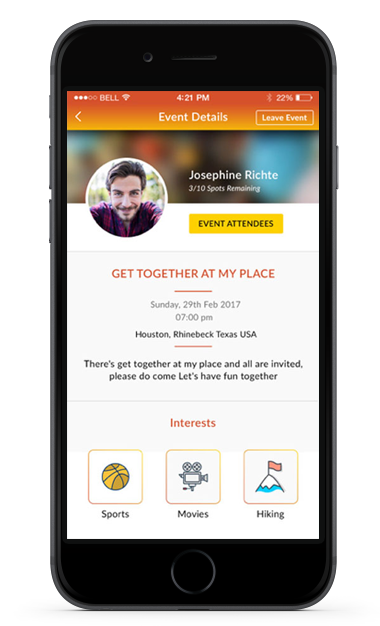 BELL 4:21 PM 22%
Event Details Leave Event
Josephine Richte
3/10 Spots Remaining
EVENT ATTENDEES
GET TOGETHER AT MY PLACE
Sunday, 29th Feb 2017
07:00 pm
Houston, Rhinebeck Texas USA
There's get together at my place and all are invited,
please do come Let's have fun together
Interests
Sports Movies Hiking